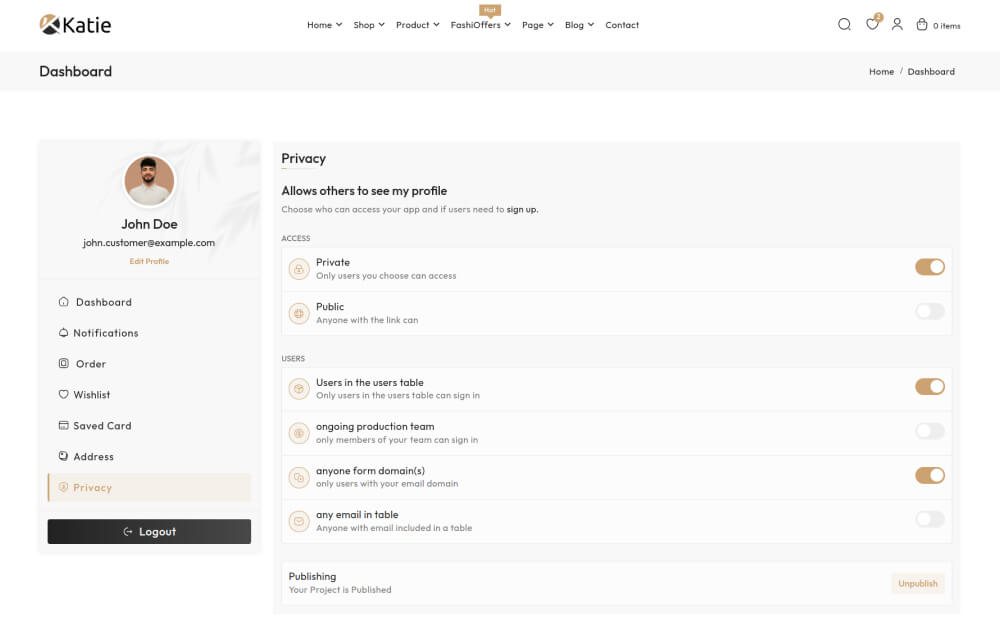 Katie
Hot
Home Shop Product FashiOffers Page Blog Contact
2
0 items
Dashboard
Home / Dashboard
John Doe
john.customer@example.com
Edit Profile
Dashboard
Notifications
Order
Wishlist
Saved Card
Address
Privacy
Logout
Privacy
Allows others to see my profile
Choose who can access your app and if users need to sign up.
ACCESS
Private
Only users you choose can access
Public
Anyone with the link can
USERS
Users in the users table
Only users in the users table can sign in
ongoing production team
only members of your team can sign in
anyone form domain(s)
only users with your email domain
any email in table
Anyone with email included in a table
Publishing
Your Project is Published
Unpublish